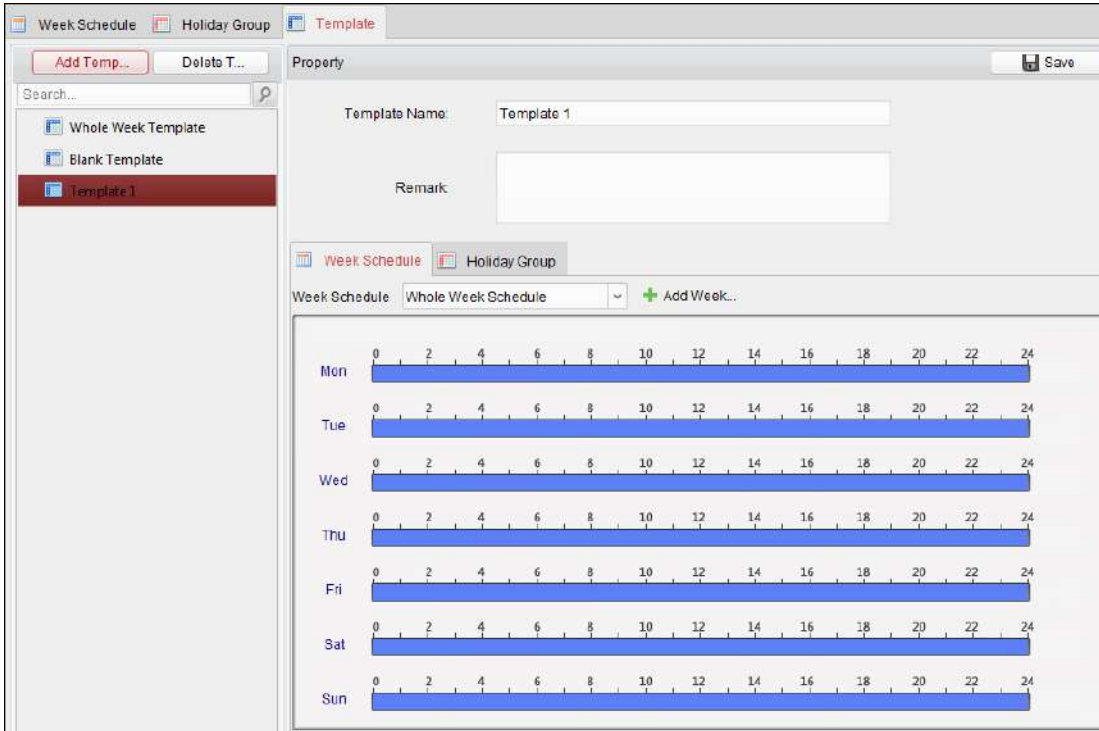 Week Schedule Holiday Group Template
Add Temp... Delete T...
Property
Save
Search...
Whole Week Template
Blank Template
Template 1
Template Name: Template 1
Remark
Week Schedule Holiday Group
Week Schedule Whole Week Schedule Add Week...
0 2 4 6 8 10 12 14 16 18 20 22 24
Mon
0 2 4 6 8 10 12 14 16 18 20 22 24
Tue
0 2 4 6 8 10 12 14 16 18 20 22 24
Wed
0 2 4 6 8 10 12 14 16 18 20 22 24
Thu
0 2 4 6 8 10 12 14 16 18 20 22 24
Fri
0 2 4 6 8 10 12 14 16 18 20 22 24
Sat
0 2 4 6 8 10 12 14 16 18 20 22 24
Sun